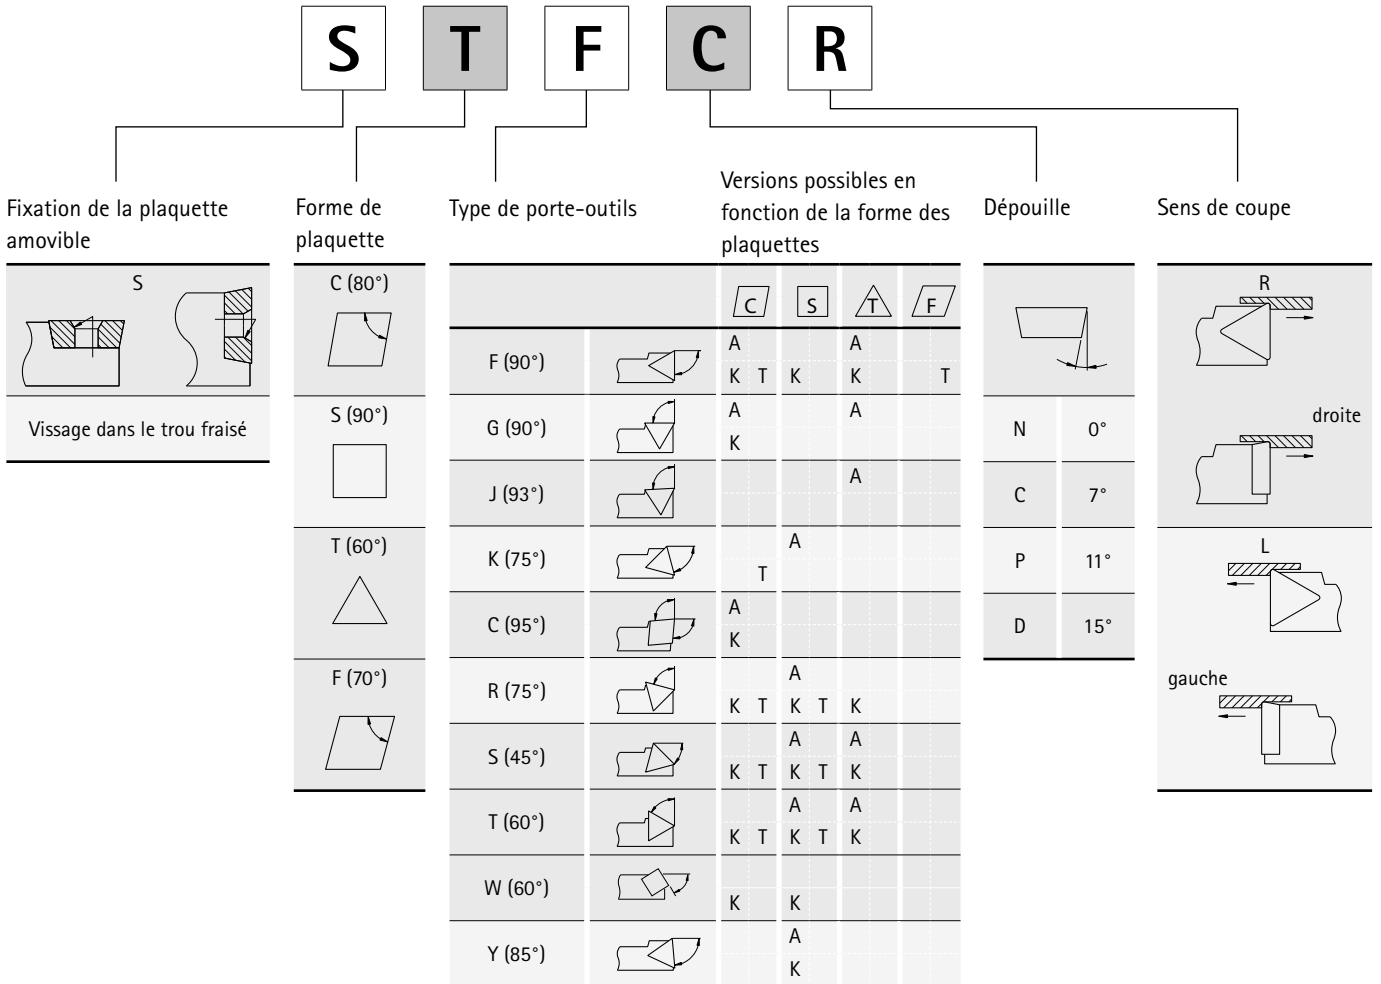 S T F C R
Fixation de la plaquette
amovible
S
Vissage dans le trou fraisé
Forme de
plaquette
C (80°)
S (90°)
T (60°)
F (70°)
Type de porte-outils
Versions possibles en
fonction de la forme des
plaquettes
C S T F
F (90°)
A A
K T K K T
G (90°)
A A
K
J (93°)
A
K (75°)
A
T
C (95°)
A
K
R (75°)
A
K T K T K
S (45°)
A A
K T K T K
T (60°)
A A
K T K T K
W (60°)
K K
Y (85°)
A
K
Dépouille
N 0°
C 7°
P 11°
D 15°
Sens de coupe
R
droite
L
gauche